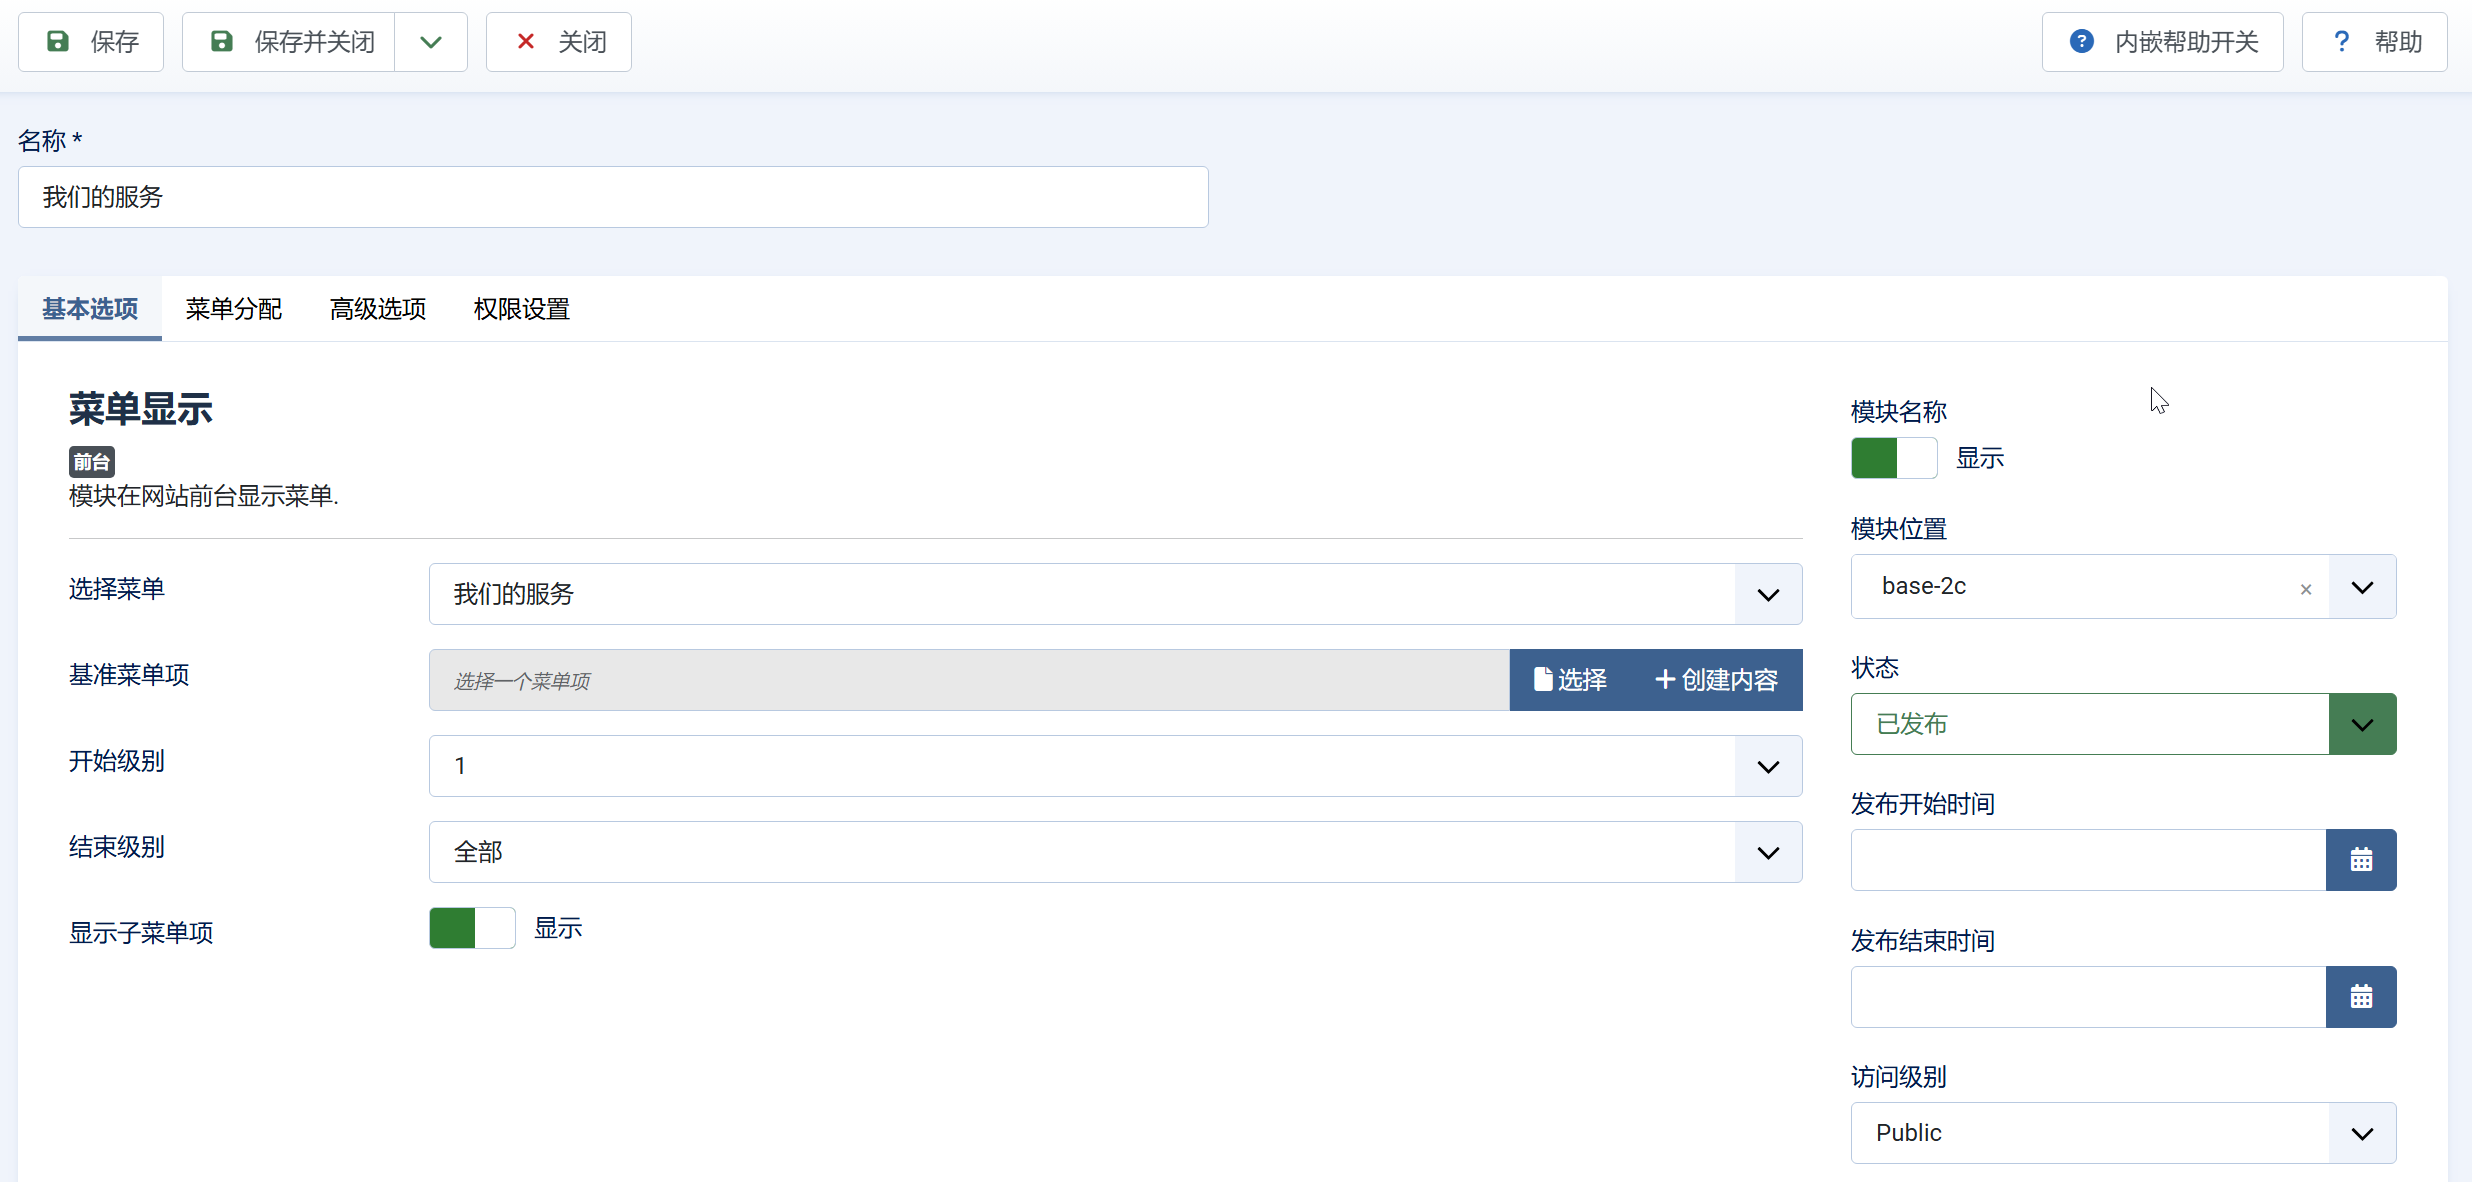 保存
保存并关闭
关闭
内嵌帮助开关
帮助
名称 *
我们的服务
基本选项
菜单分配
高级选项
权限设置
菜单显示
前台
模块在网站前台显示菜单.
选择菜单
我们的服务
基准菜单项
选择一个菜单项
选择
创建内容
开始级别
1
结束级别
全部
显示子菜单项
显示
模块名称
显示
模块位置
base-2c
状态
已发布
发布开始时间
发布结束时间
访问级别
Public